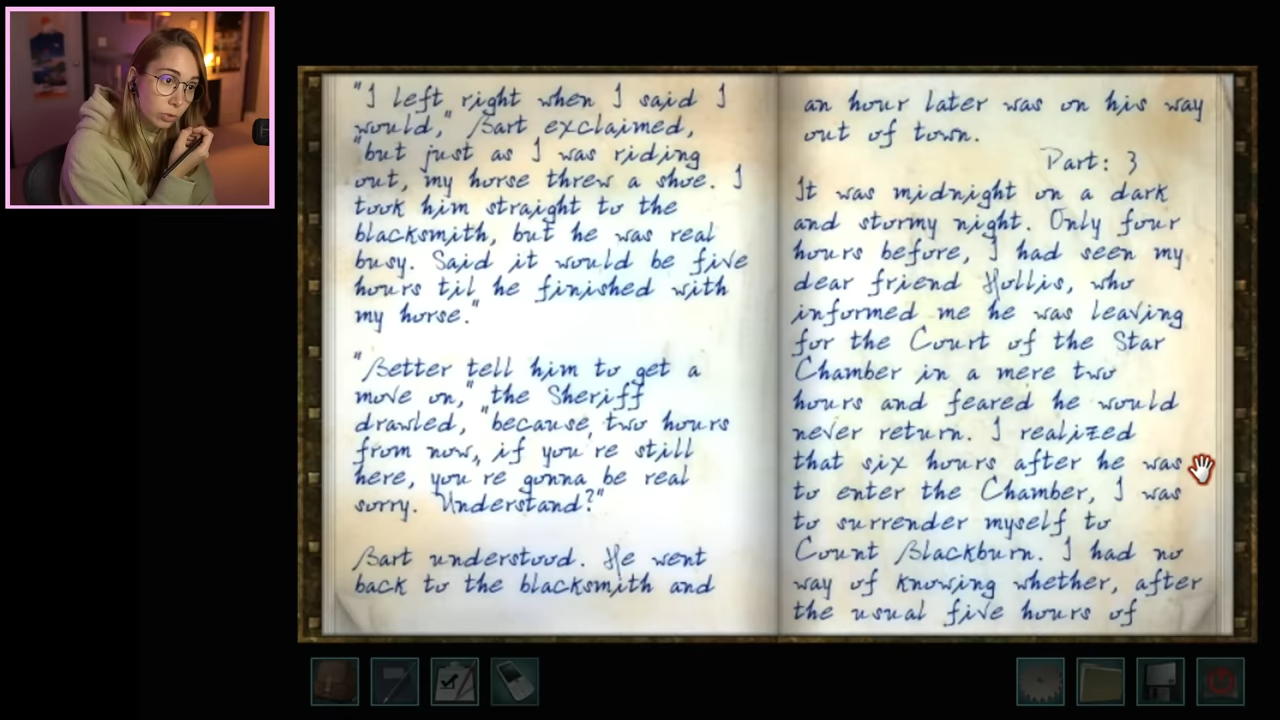 "I left right when I said I
would," Bart exclaimed,
"but just as I was riding
out, my horse threw a shoe. I
took him straight to the
blacksmith, but he was real
busy. Said it would be five
hours til he finished with
my horse."
"Better tell him to get a
move on," the Sheriff
drawled, "because, two hours
from now, if you're still
here, you're gonna be real
sorry. Understand?"
Bart understood. He went
back to the blacksmith and
an hour later was on his way
out of town.
Part: 3
It was midnight on a dark
and stormy night. Only four
hours before, I had seen my
dear friend Hollis, who
informed me he was leaving
for the Court of the Star
Chamber in a mere two
hours and feared he would
never return. I realized
that six hours after he was
to enter the Chamber, I was
to surrender myself to
Count Blackburn. I had no
way of knowing whether, after
the usual five hours of